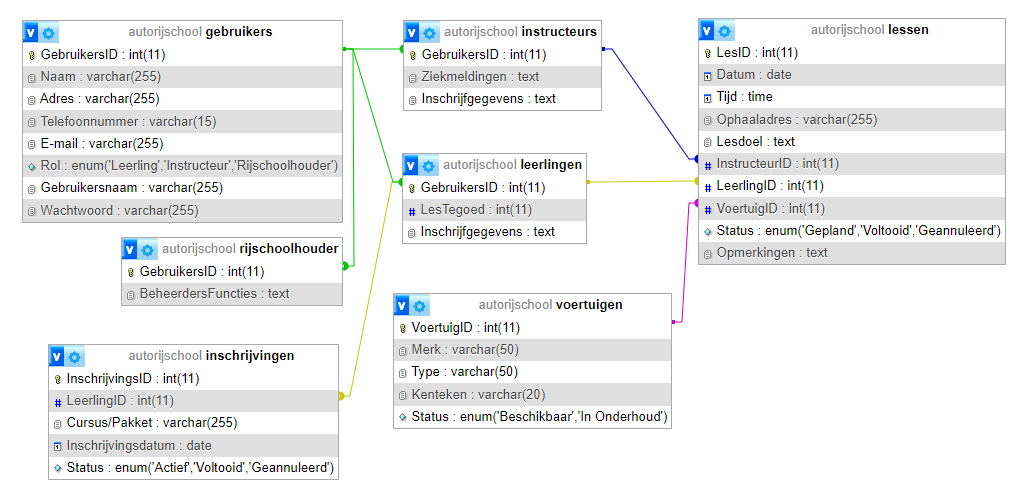 autorijschool gebruikers
GebruikersID : int(11)
Naam : varchar(255)
Adres : varchar(255)
Telefoonnummer : varchar(15)
E-mail : varchar(255)
Rol : enum('Leerling','Instructeur','Rijschoolhouder')
Gebruikersnaam : varchar(255)
Wachtwoord : varchar(255)
autorijschool rijschoolhouder
GebruikersID : int(11)
BeheerdersFuncties : text
autorijschool inschrijvingen
InschrijvingsID : int(11)
LeerlingID : int(11)
Cursus/Pakket : varchar(255)
Inschrijvingsdatum : date
Status : enum('Actief','Voltooid','Geannuleerd')
autorijschool instructeurs
GebruikersID : int(11)
Ziekmeldingen : text
Inschrijfgegevens : text
autorijschool leerlingen
GebruikersID : int(11)
LesTegoed : int(11)
Inschrijfgegevens : text
autorijschool voertuigen
VoertuigID : int(11)
Merk : varchar(50)
Type : varchar(50)
Kenteken : varchar(20)
Status : enum('Beschikbaar','In Onderhoud')
autorijschool lessen
LesID : int(11)
Datum : date
Tijd : time
Ophaaladres : varchar(255)
Lesdoel : text
InstructeurID : int(11)
LeerlingID : int(11)
VoertuigID : int(11)
Status : enum('Gepland','Voltooid','Geannuleerd')
Opmerkingen : text